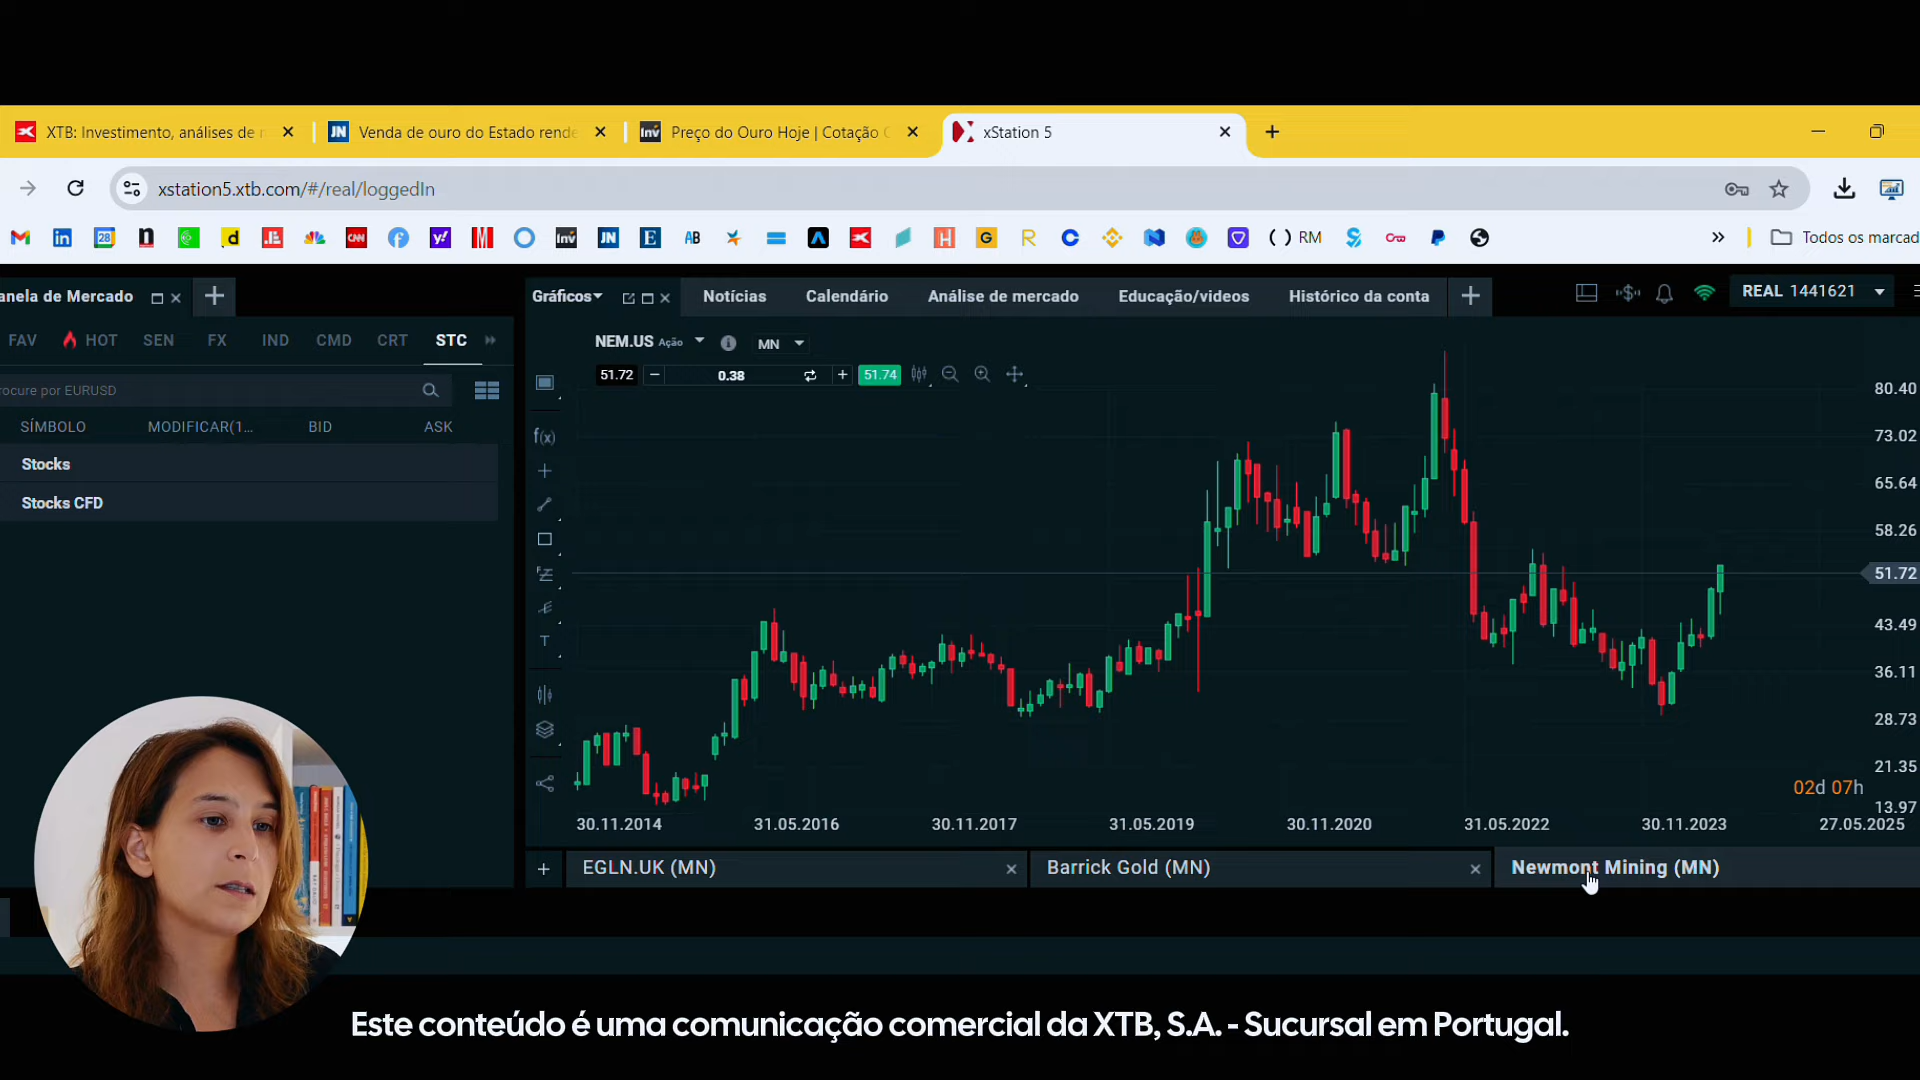 XTB: Investimento, análises de
Venda de ouro do Estado rende
Inv
Preço do Ouro Hoje | Cotação
xStation 5
xstation5.xtb.com/#/real/loggedIn
28
CNN
Inv
JN
E
AB
H
G
R
C
RM
»
Todos os marcad
anela de Mercado
Gráficos
Notícias
Calendário
Análise de mercado
Educação/videos
Histórico da conta
REAL 1441621
FAV
HOT
SEN
FX
IND
CMD
CRT
STC
rocure por EURUSD
SÍMBOLO
MODIFICAR(1...
BID
ASK
Stocks
Stocks CFD
NEM.US Ação
MN
51.72
0.38
51.74
f(x)
T
80.40
73.02
65.64
58.26
51.72
43.49
36.11
28.73
21.35
13.97
02d 07h
30.11.2014
31.05.2016
30.11.2017
31.05.2019
30.11.2020
31.05.2022
30.11.2023
27.05.2025
EGLN.UK (MN)
Barrick Gold (MN)
Newmont Mining (MN)
Este conteúdo é uma comunicação comercial da XTB, S.A. - Sucursal em Portugal.